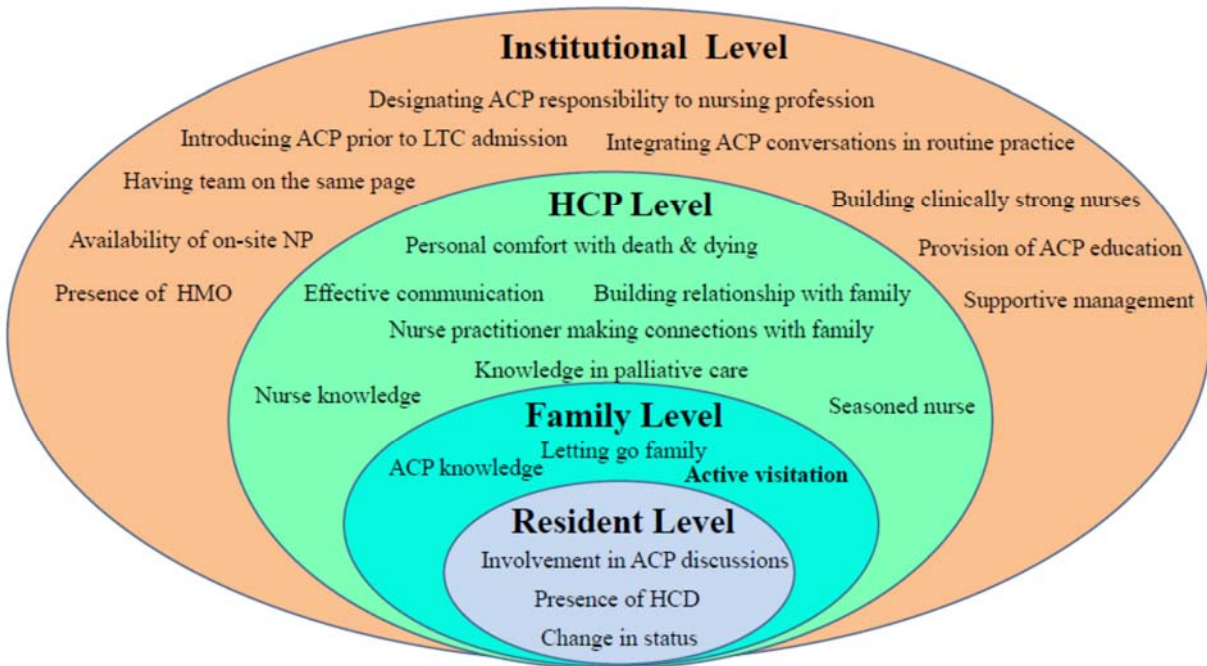 Institutional Level
Designating ACP responsibility to nursing profession
Introducing ACP prior to LTC admission
Integrating ACP conversations in routine practice
Having team on the same page
Building clinically strong nurses
Availability of on-site NP
Provision of ACP education
Presence of HMO
Supportive management
HCP Level
Personal comfort with death & dying
Effective communication
Building relationship with family
Nurse practitioner making connections with family
Knowledge in palliative care
Nurse knowledge
Seasoned nurse
Family Level
Letting go family
ACP knowledge
Active visitation
Resident Level
Involvement in ACP discussions
Presence of HCD
Change in status